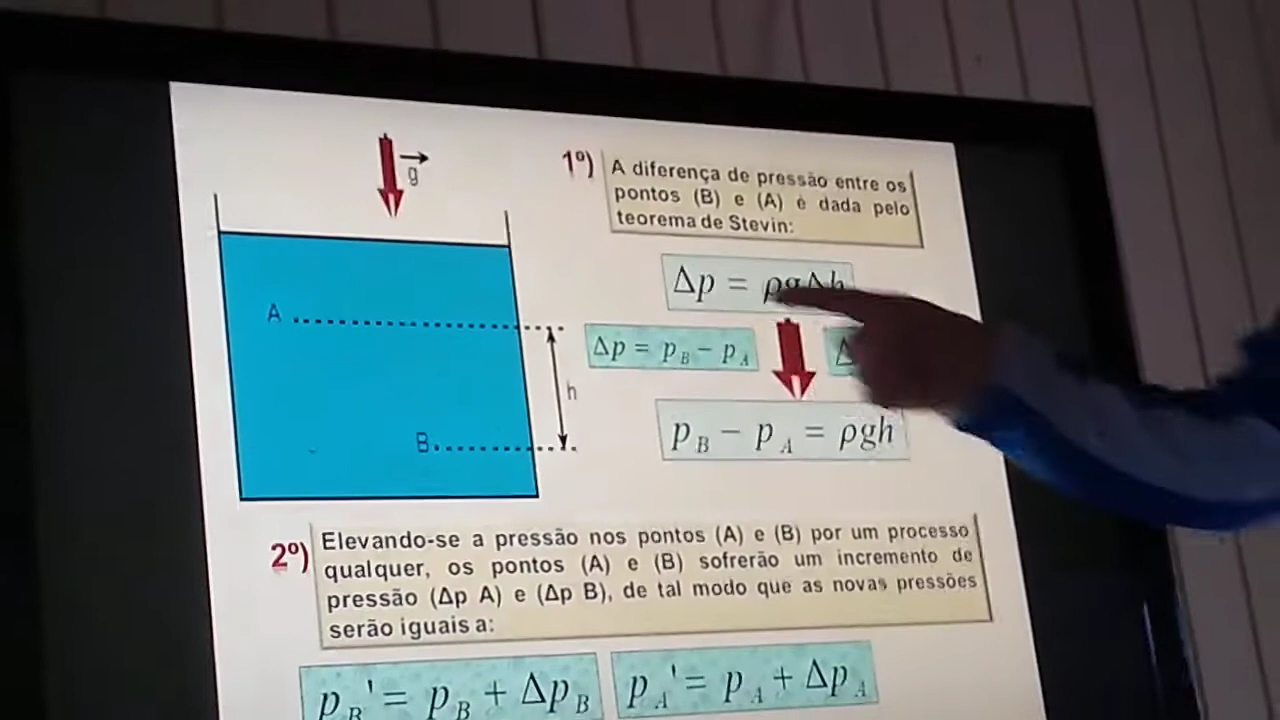 g
1º)
A diferença de pressão entre os
pontos (B) e (A) é dada pelo
teorema de Stevin:
Δp = ρgΔh
A
Δp = p_B − p_A
Δ
h
B
p_B − p_A = ρgh
2º)
Elevando-se a pressão nos pontos (A) e (B) por um processo
qualquer, os pontos (A) e (B) sofrerão um incremento de
pressão (Δp A) e (Δp B), de tal modo que as novas pressões
serão iguais a:
p_B' = p_B + Δp_B
p_A' = p_A + Δp_A